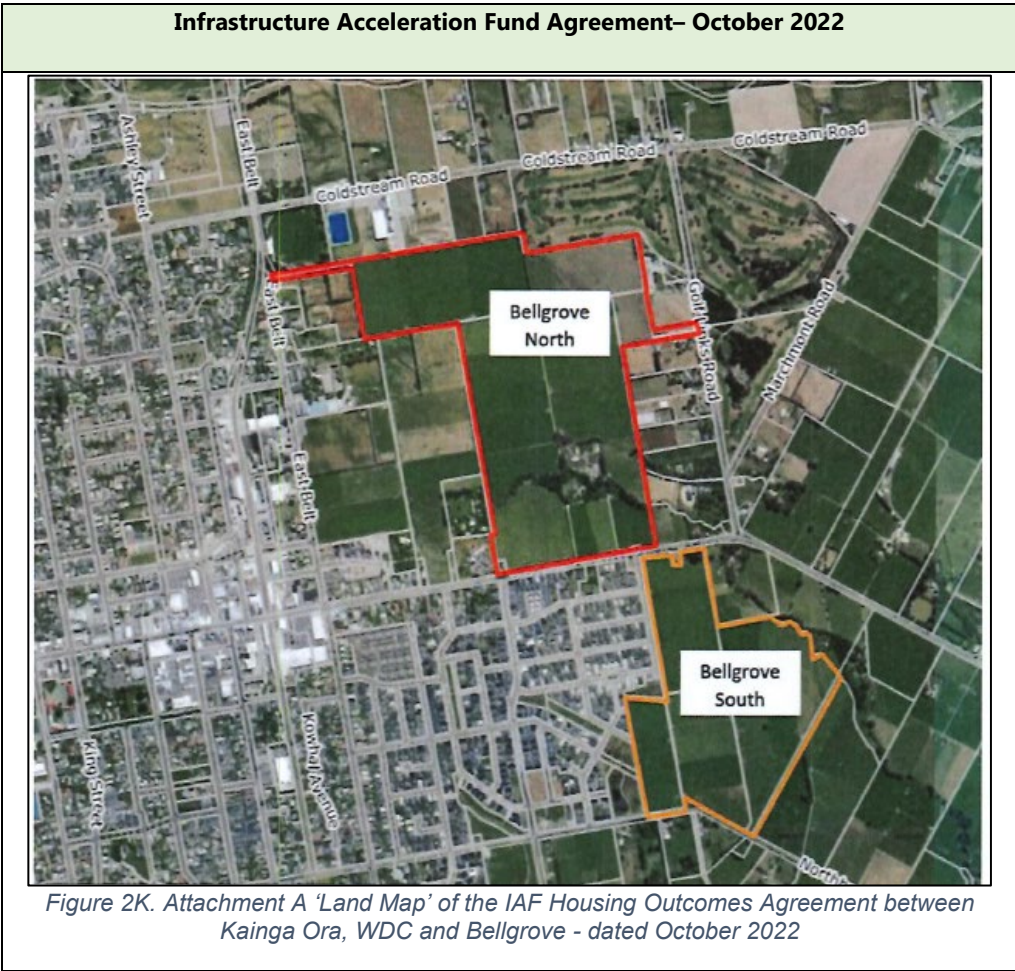 Infrastructure Acceleration Fund Agreement– October 2022
Ashley Street
East Belt
Coldstream Road
Coldstream Road
Coldstream Road
East Belt
Bellgrove
North
Golf Links Road
Marchmont Road
East Belt
Bellgrove
South
King Street
Kowhai Avenue
Figure 2K. Attachment A ‘Land Map’ of the IAF Housing Outcomes Agreement between
Kainga Ora, WDC and Bellgrove - dated October 2022